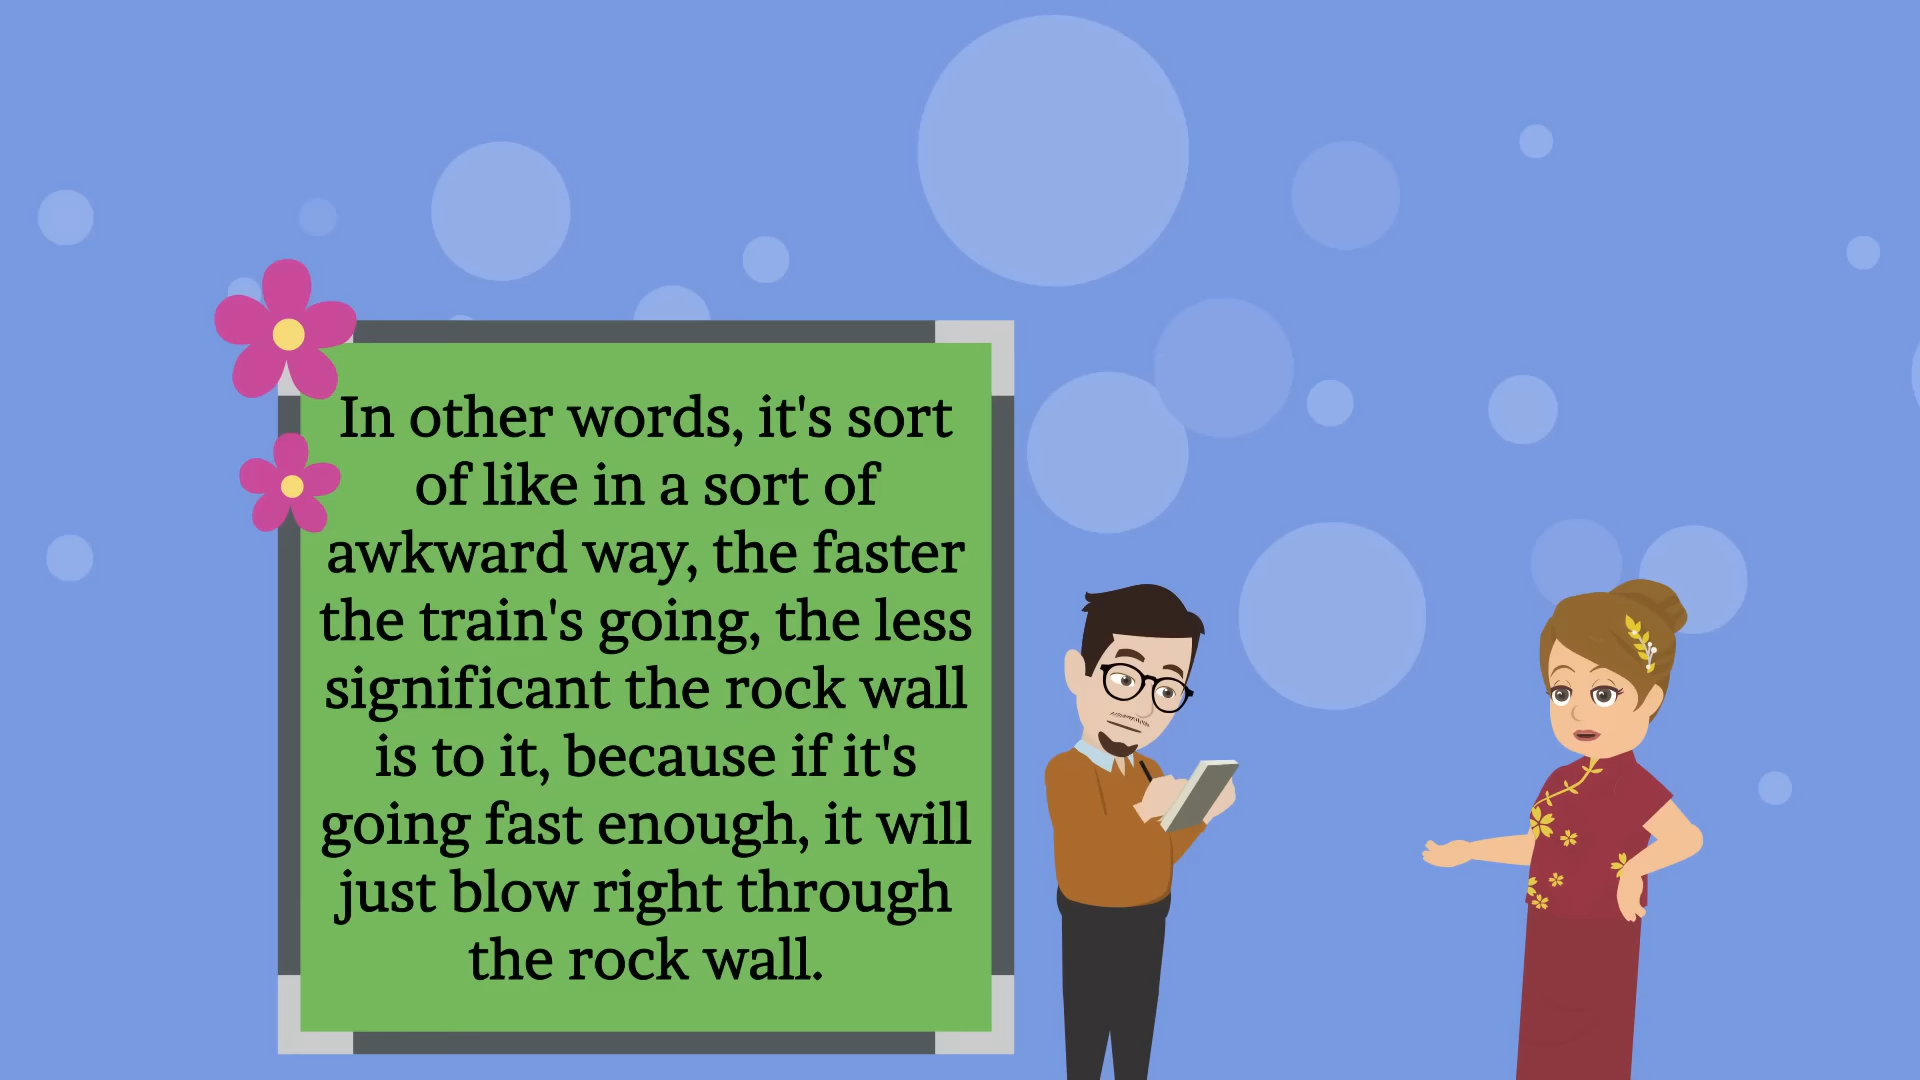 In other words, it's sort
of like in a sort of
awkward way, the faster
the train's going, the less
significant the rock wall
is to it, because if it's
going fast enough, it will
just blow right through
the rock wall.